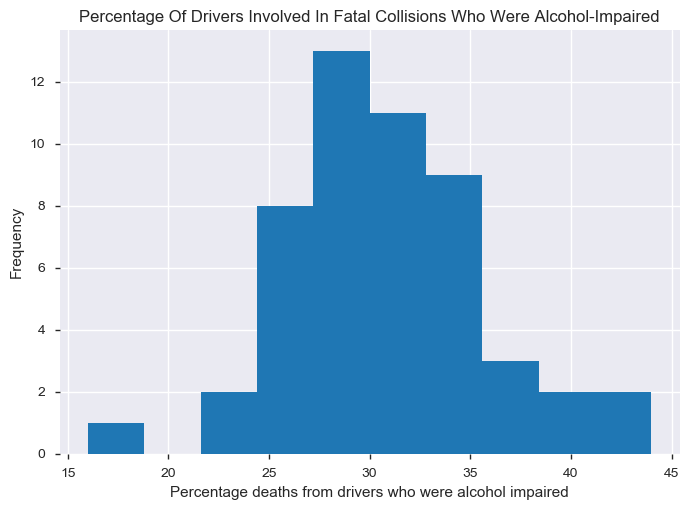 Percentage Of Drivers Involved In Fatal Collisions Who Were Alcohol-Impaired
12
10
8
6
4
2
0
Frequency
15 20 25 30 35 40 45
Percentage deaths from drivers who were alcohol impaired